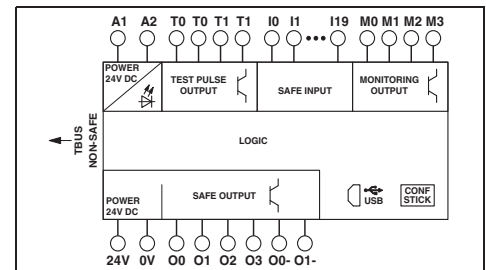 A1 A2 T0 T0 T1 T1 I0 I1 ••• I19 M0 M1 M2 M3
POWER
24V DC
TEST PULSE
OUTPUT
SAFE INPUT
MONITORING
OUTPUT
TBUS
NON-SAFE
LOGIC
POWER
24V DC
SAFE OUTPUT
USB
CONF
STICK
24V 0V O0 O1 O2 O3 O0- O1-